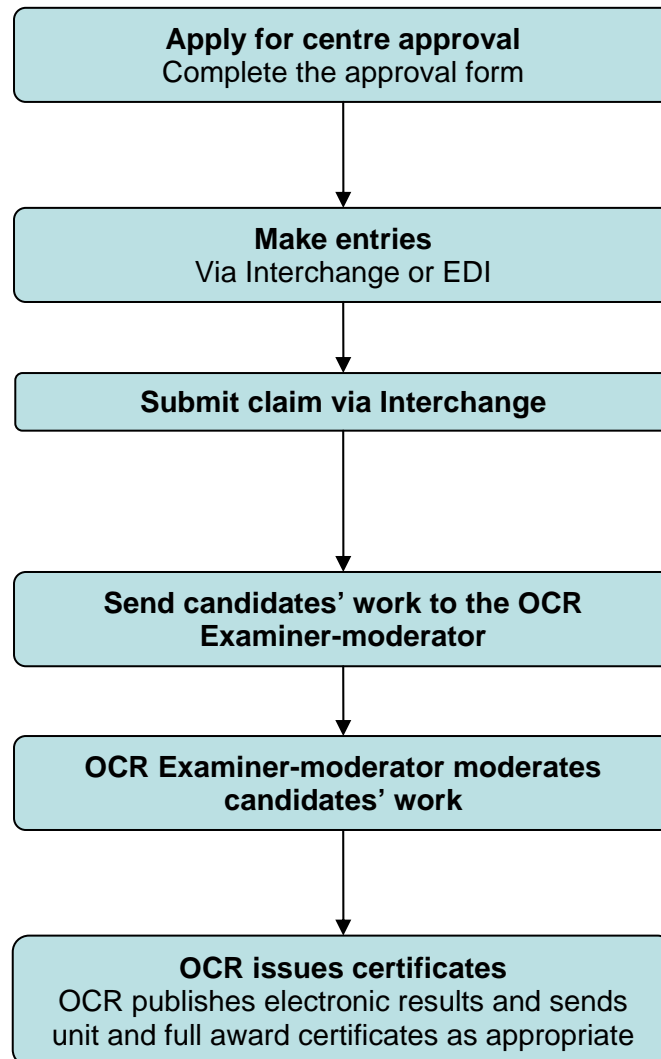 Apply for centre approval
Complete the approval form
Make entries
Via Interchange or EDI
Submit claim via Interchange
Send candidates’ work to the OCR
Examiner-moderator
OCR Examiner-moderator moderates
candidates’ work
OCR issues certificates
OCR publishes electronic results and sends
unit and full award certificates as appropriate